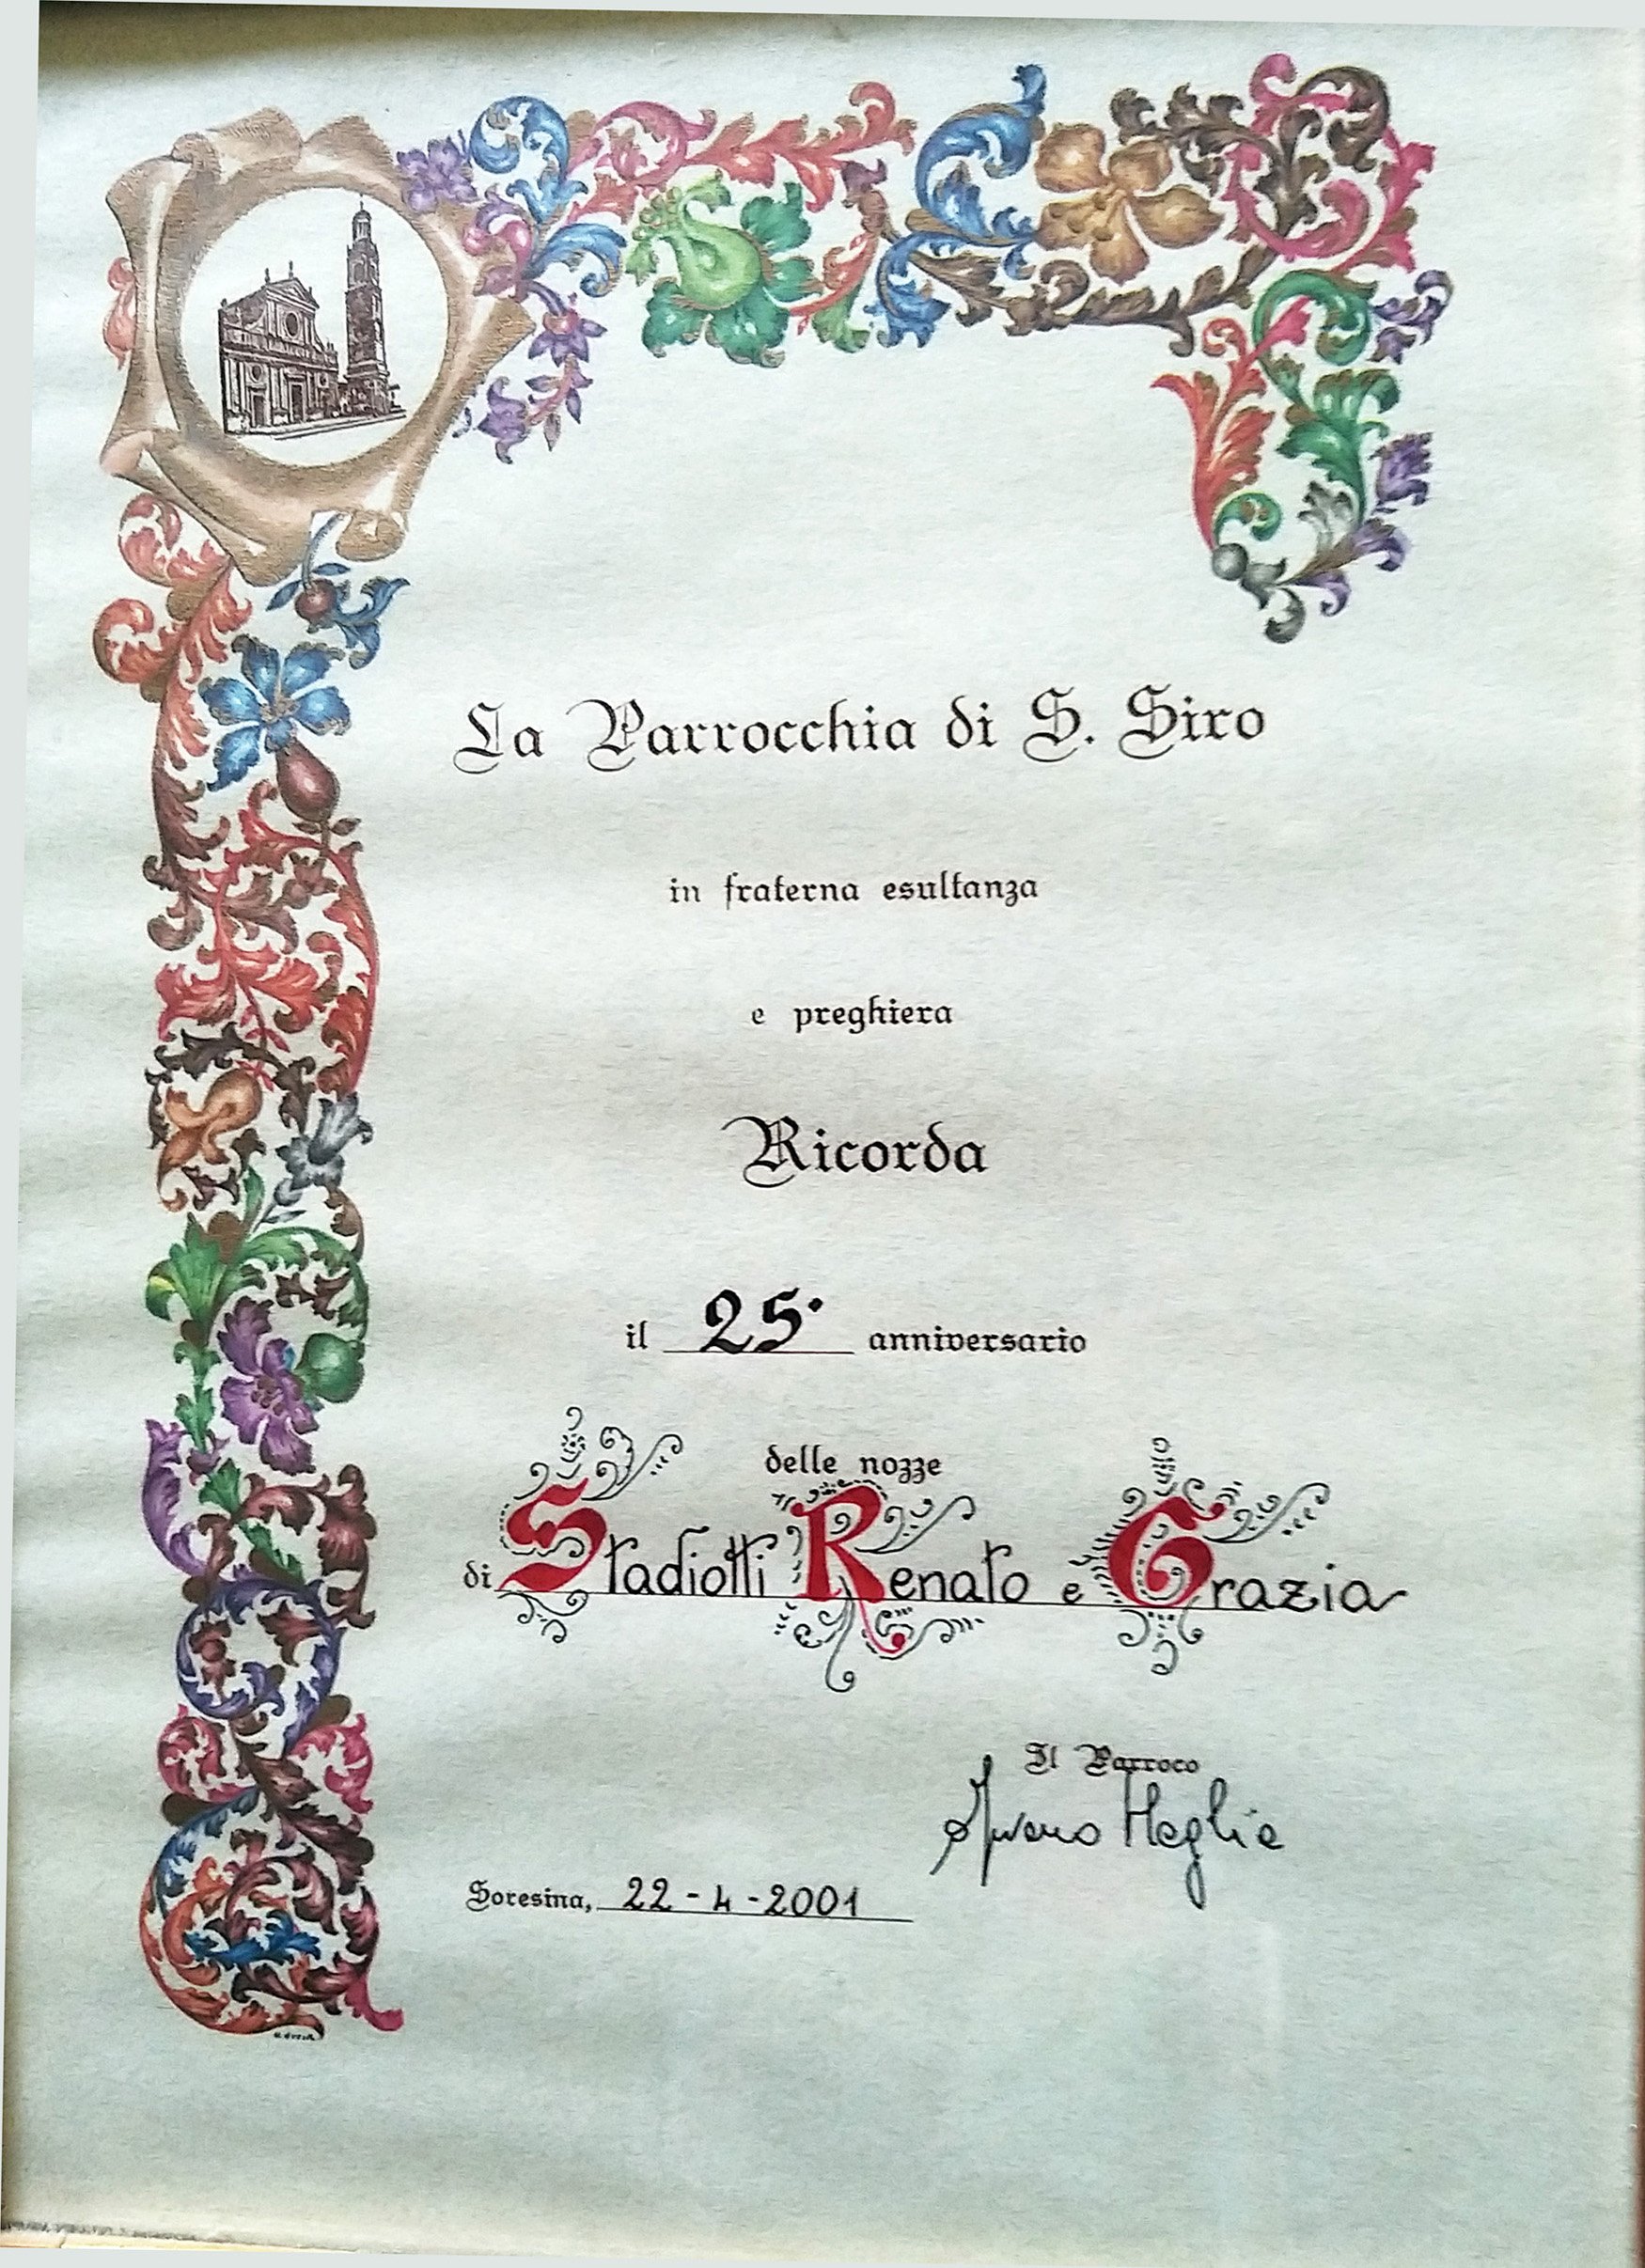 La Parrocchia di S. Siro
in fraterna esultanza
e preghiera
Ricorda
il 25° anniversario
delle nozze
di Stadiotti Renato e Grazia
Il Parroco
Soresina, 22-4-2001